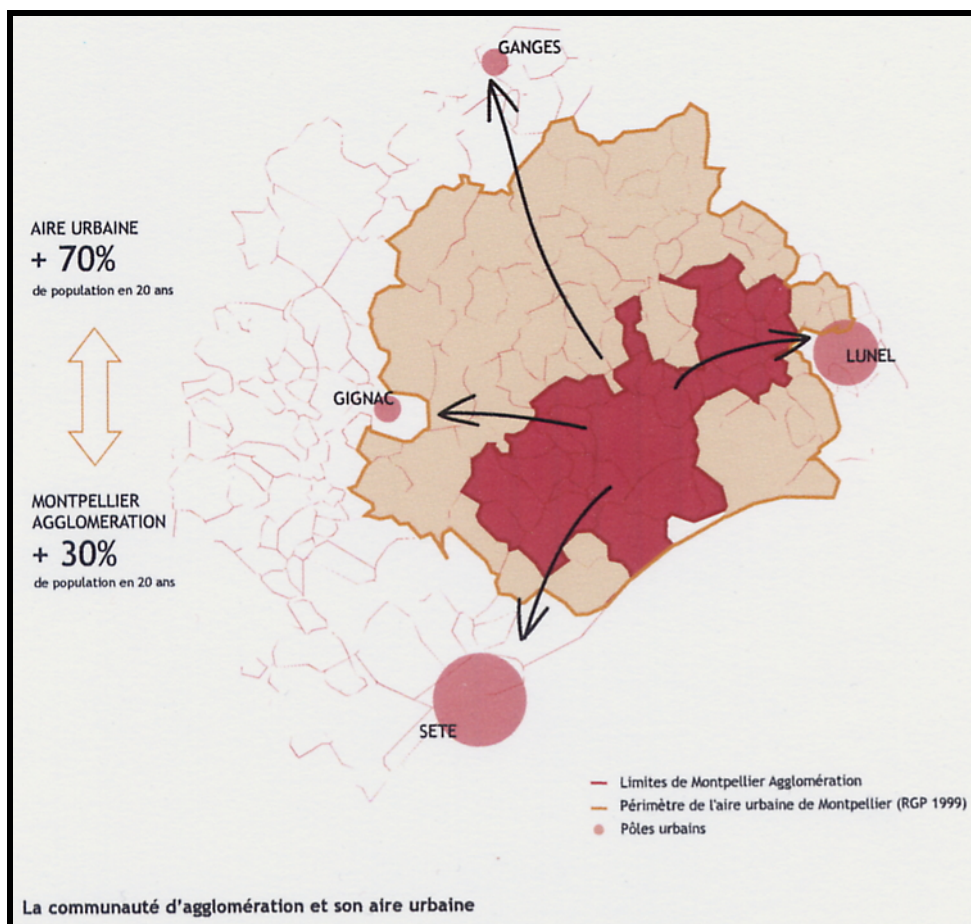 GANGES
AIRE URBAINE
+ 70%
de population en 20 ans
LUNEL
GIGNAC
MONTPELLIER
AGGLOMERATION
+ 30%
de population en 20 ans
SETE
Limites de Montpellier Agglomération
Périmètre de l'aire urbaine de Montpellier (RGP 1999)
Pôles urbains
La communauté d'agglomération et son aire urbaine